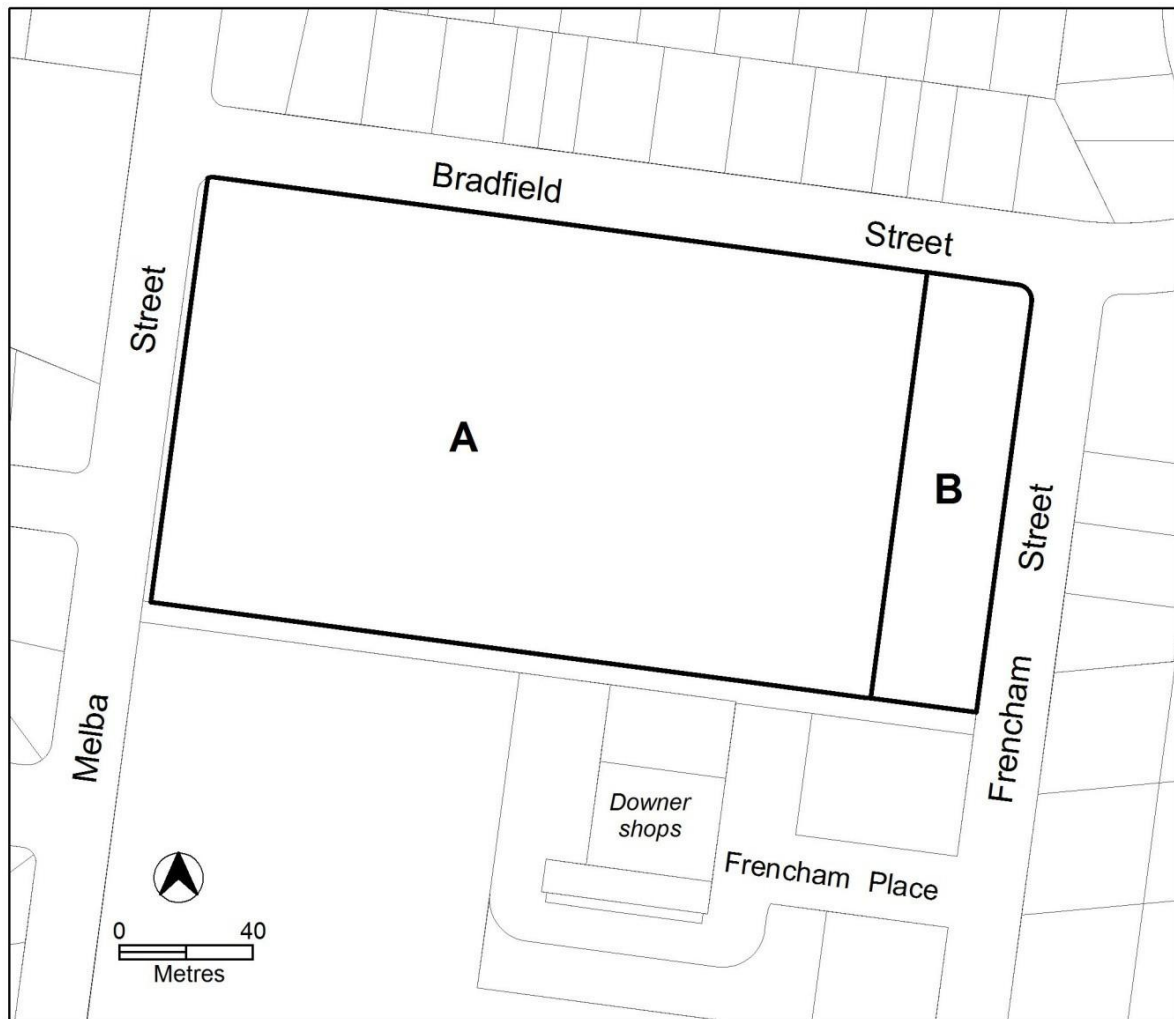 Bradfield
Street
Street
A
B
Street
Melba
Frencham
Downer
shops
Frencham Place
0 40
Metres